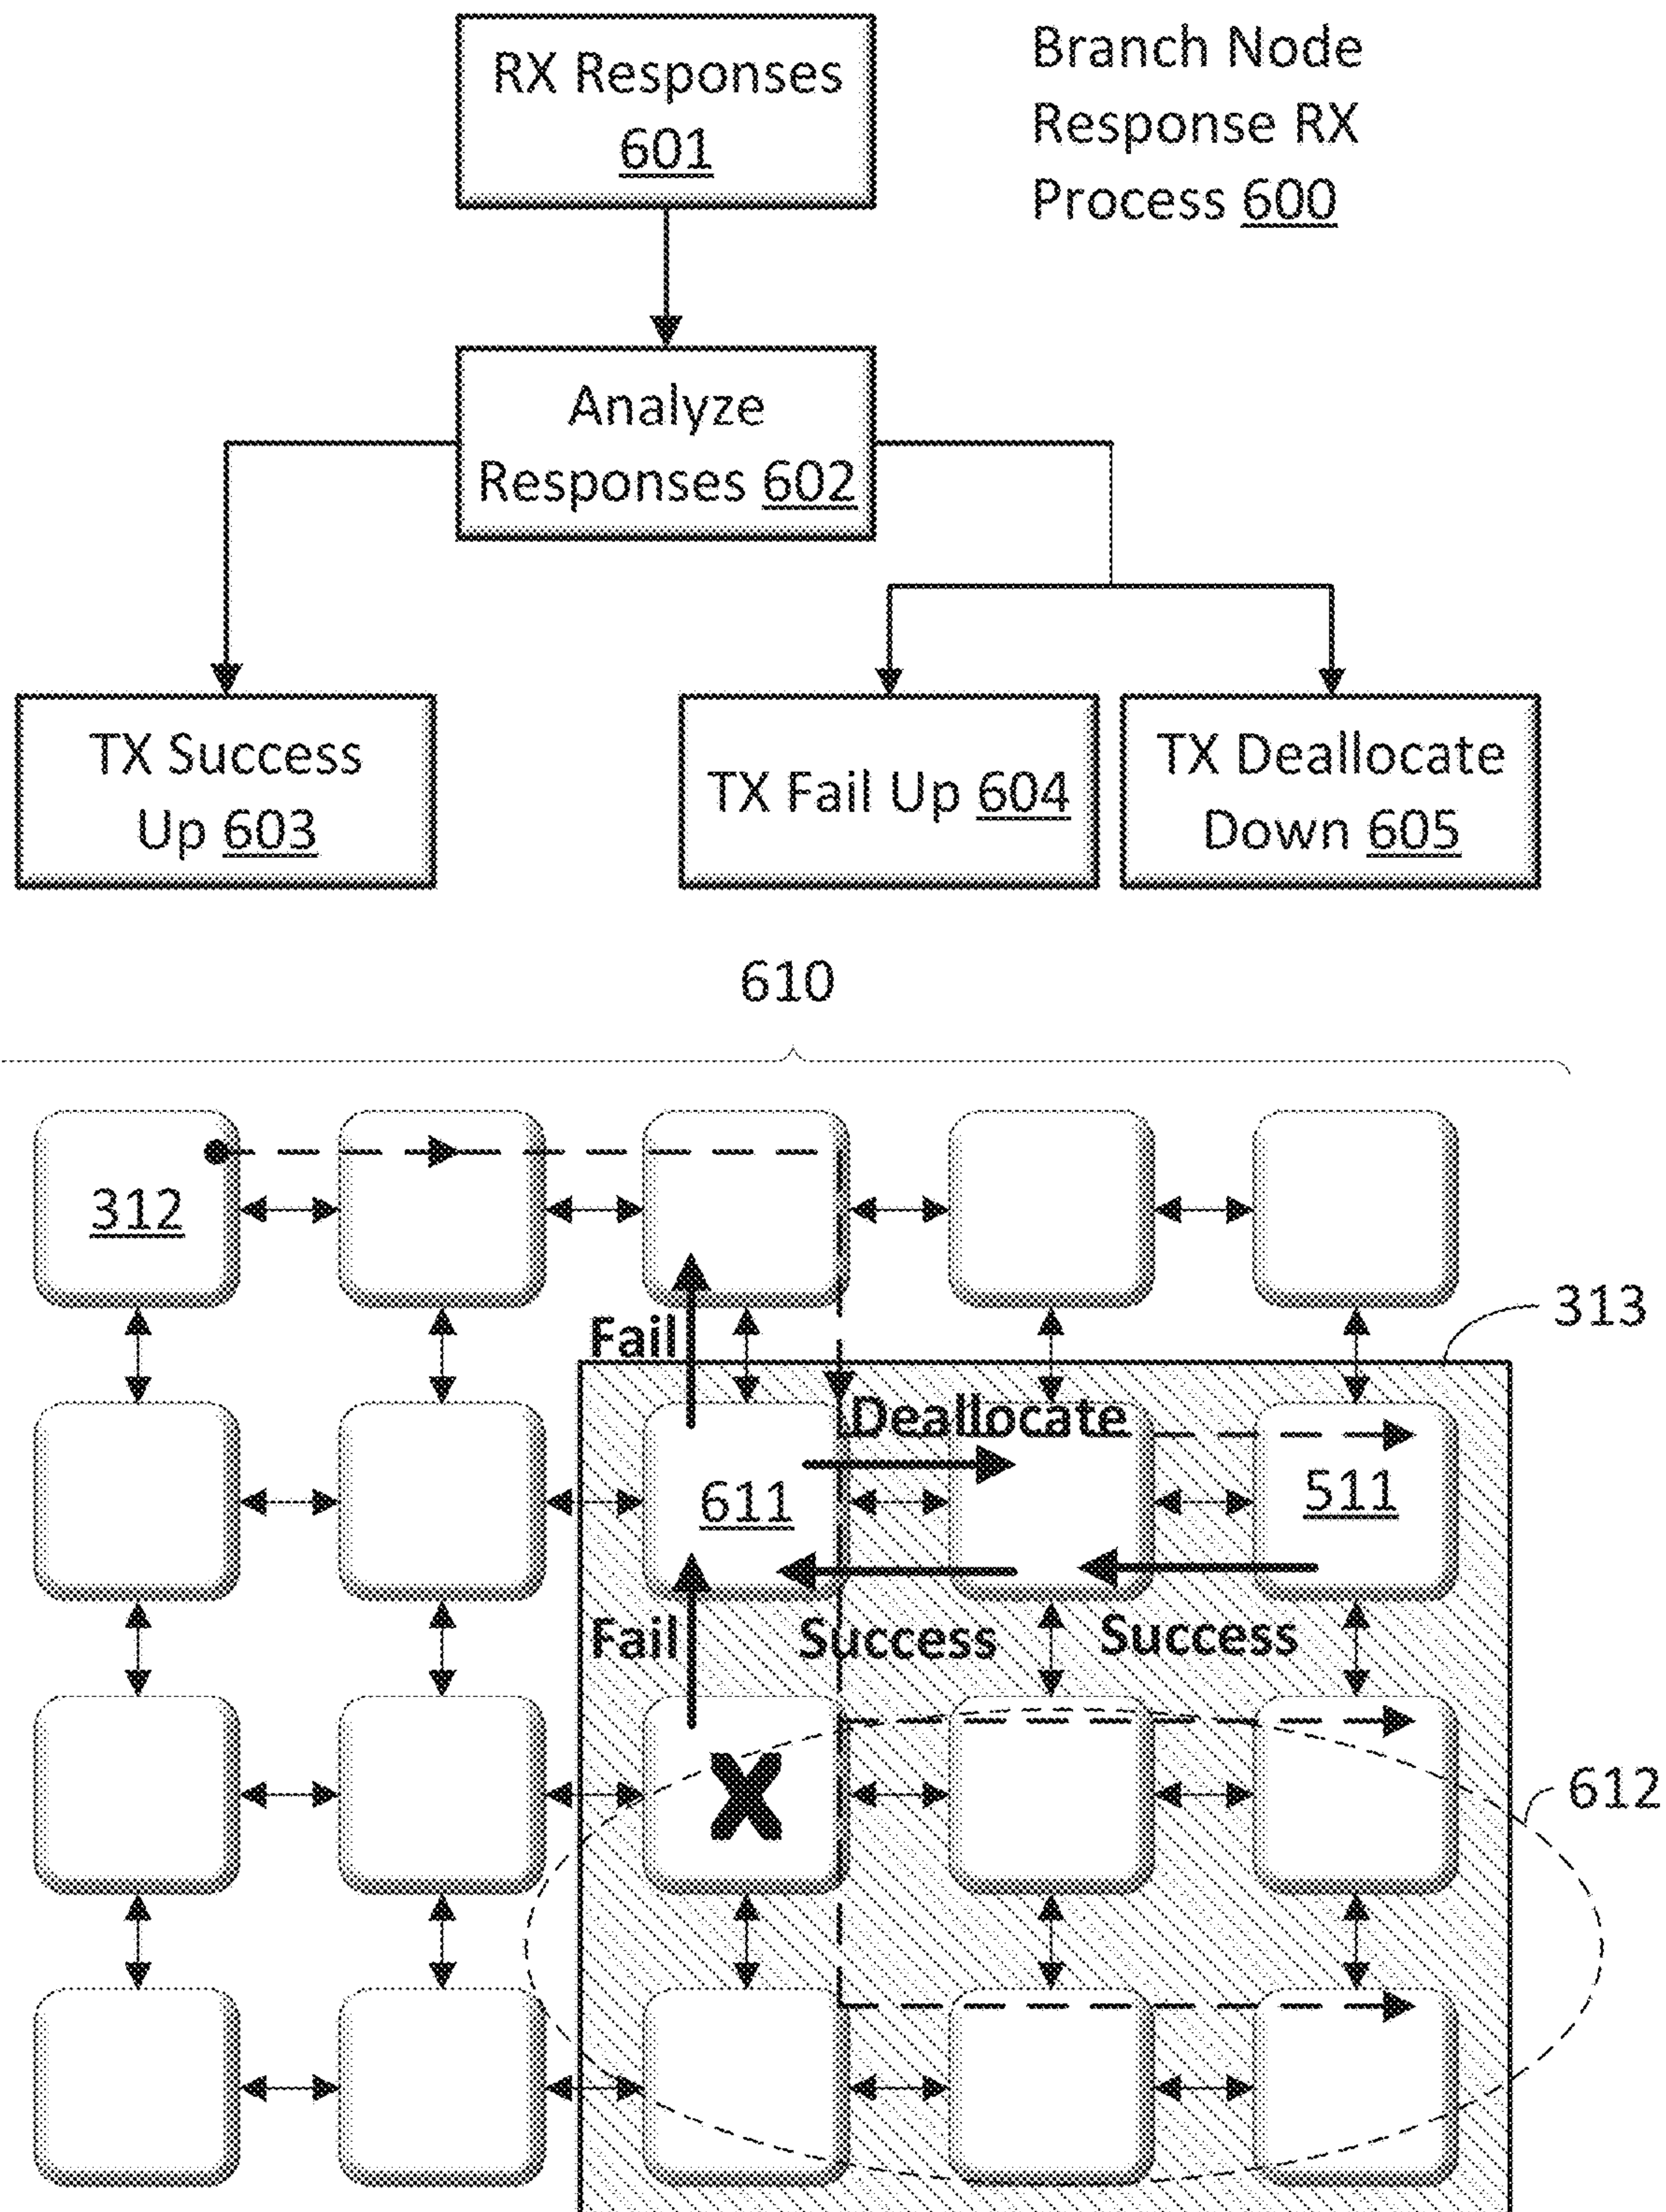 RX Responses
601
Branch Node
Response RX
Process 600
Analyze
Responses 602
TX Success
Up 603
TX Fail Up 604
TX Deallocate
Down 605
610
312
313
Fail
Deallocate
611
511
Fail
Success
Success
X
612